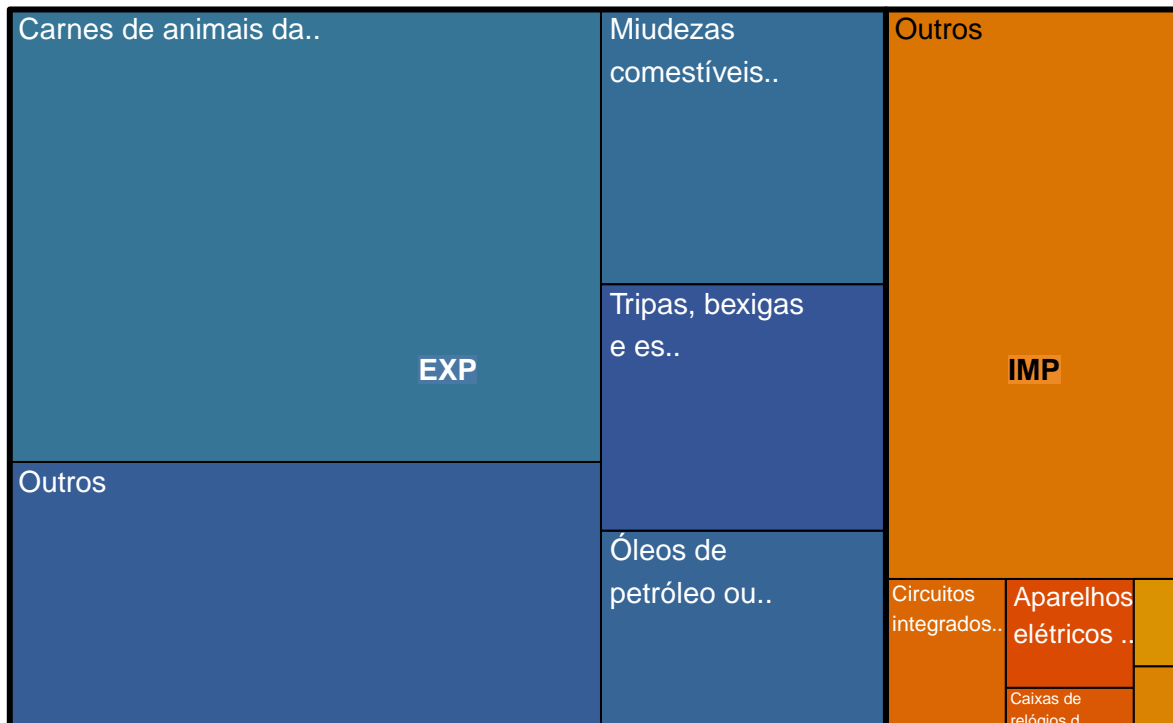 Carnes de animais da..
Miudezas
comestíveis..
Outros
Tripas, bexigas
e es..
EXP
IMP
Outros
Óleos de
petróleo ou..
Circuitos
integrados..
Aparelhos
elétricos ..
Caixas de
relógios d